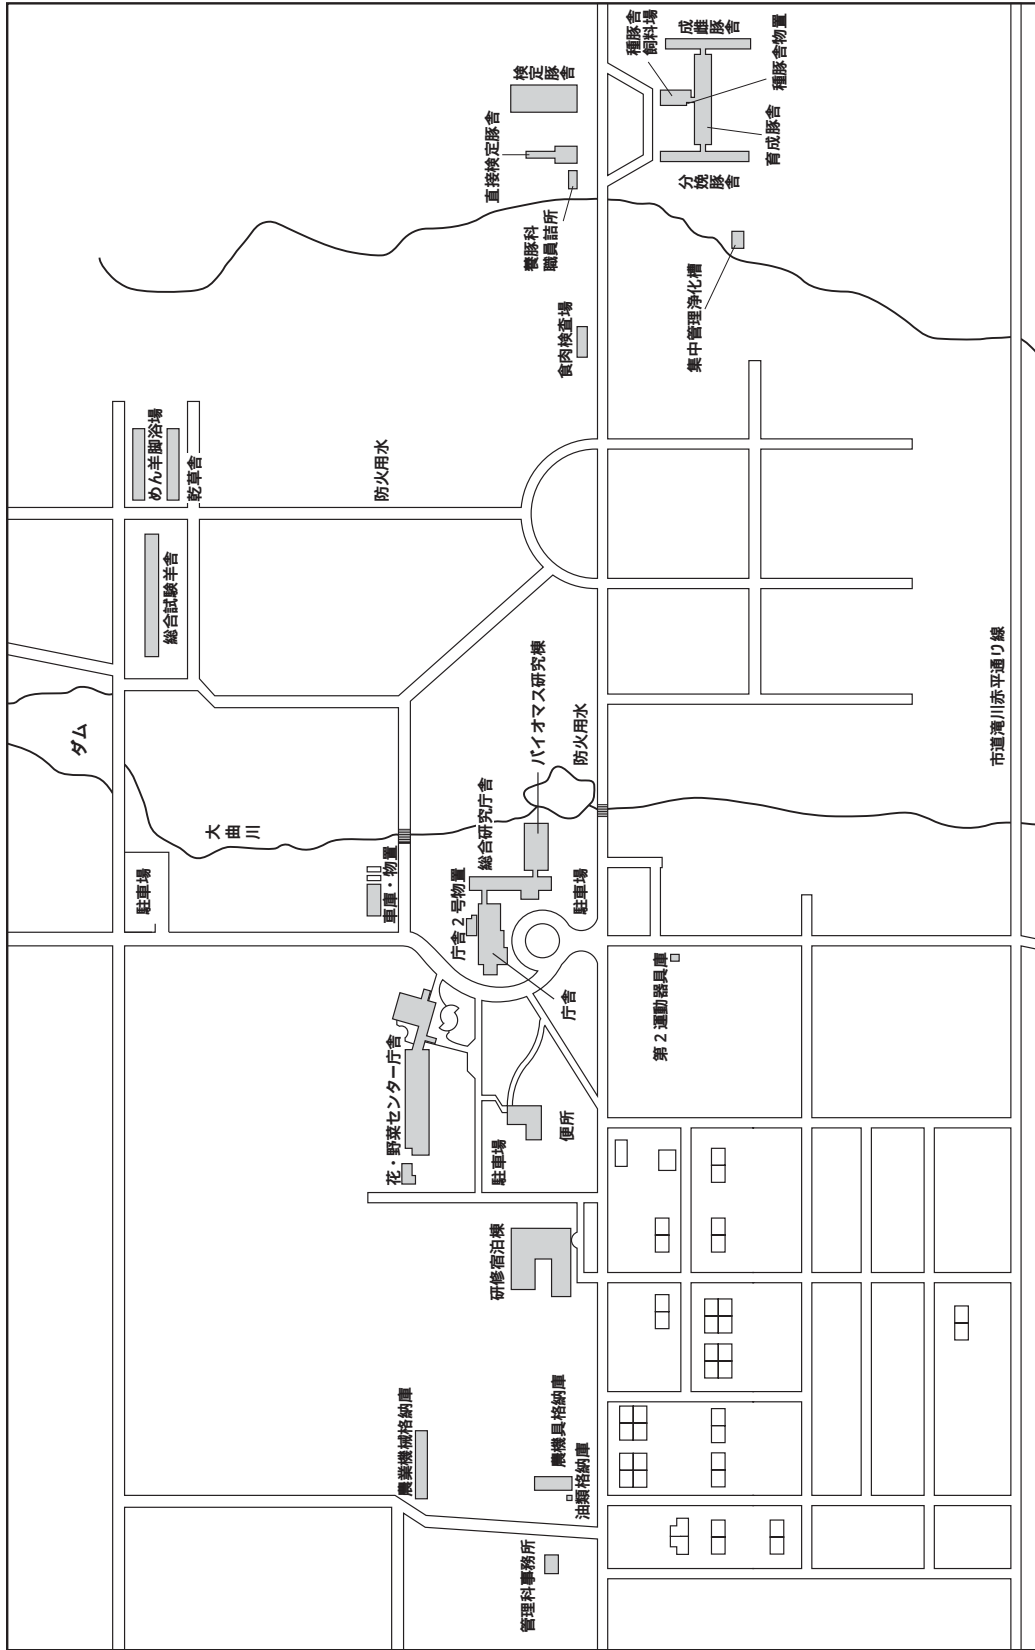 種豚舎
飼料場
成雌豚舎
種豚舎物置
検定豚舎
直接検定豚舎
育成豚舎
分娩豚舎
養豚科
職員詰所
集中管理浄化槽
食肉検査場
めん羊脚浴場
乾草舎
防火用水
総合試験羊舎
市道滝川赤平通り線
バイオマス研究棟
防火用水
ダム
大曲川
総合研究庁舎
駐車場
車庫・物置
庁舎2号物置
駐車場
庁舎
第2運動器具庫
花・野菜センター庁舎
便所
駐車場
研修宿泊棟
農業機械格納庫
農機具格納庫
油類格納庫
管理科事務所